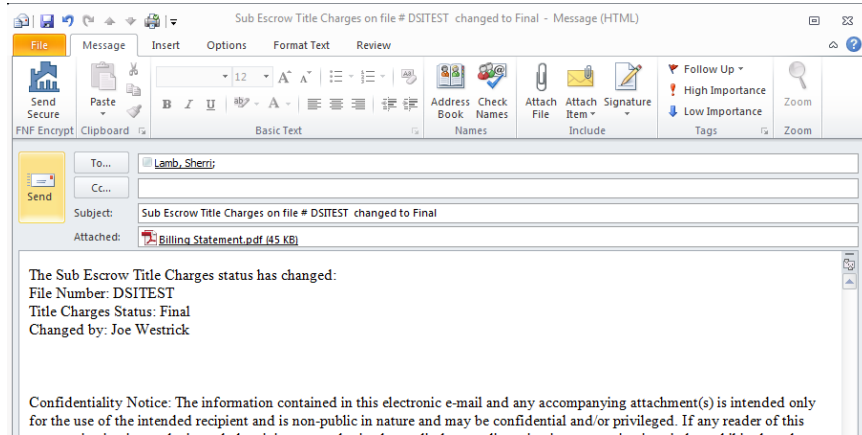 Sub Escrow Title Charges on file # DSITEST changed to Final - Message (HTML)
File Message Insert Options Format Text Review
Send Secure
Paste
12
B I U
Address Book
Check Names
Attach File
Attach Item
Signature
Follow Up
High Importance
Low Importance
Zoom
FNF Encrypt Clipboard Basic Text Names Include Tags Zoom
Send
To... Lamb, Sherri;
Cc...
Subject: Sub Escrow Title Charges on file # DSITEST changed to Final
Attached: Billing Statement.pdf (45 KB)
The Sub Escrow Title Charges status has changed:
File Number: DSITEST
Title Charges Status: Final
Changed by: Joe Westrick
Confidentiality Notice: The information contained in this electronic e-mail and any accompanying attachment(s) is intended only
for the use of the intended recipient and is non-public in nature and may be confidential and/or privileged. If any reader of this